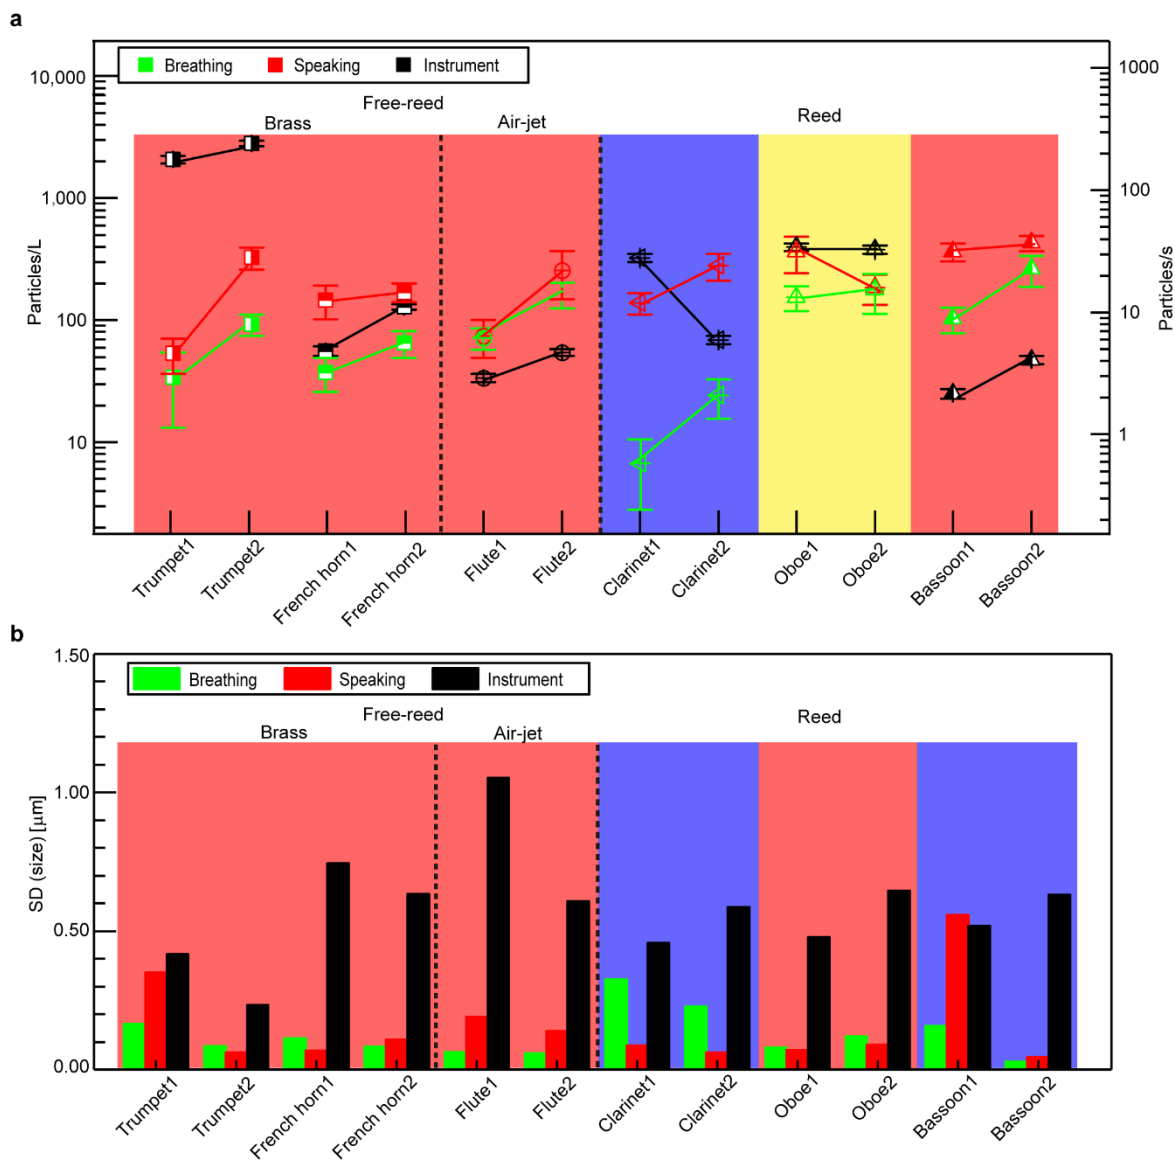 a
Breathing Speaking Instrument
Free-reed
Brass Air-jet Reed
Particles/L
10,000
1,000
100
10
Particles/s
1000
100
10
1
Trumpet1 Trumpet2 French horn1 French horn2 Flute1 Flute2 Clarinet1 Clarinet2 Oboe1 Oboe2 Bassoon1 Bassoon2
b
Breathing Speaking Instrument
Free-reed
Brass Air-jet Reed
SD (size) [μm]
1.50
1.00
0.50
0.00
Trumpet1 Trumpet2 French horn1 French horn2 Flute1 Flute2 Clarinet1 Clarinet2 Oboe1 Oboe2 Bassoon1 Bassoon2